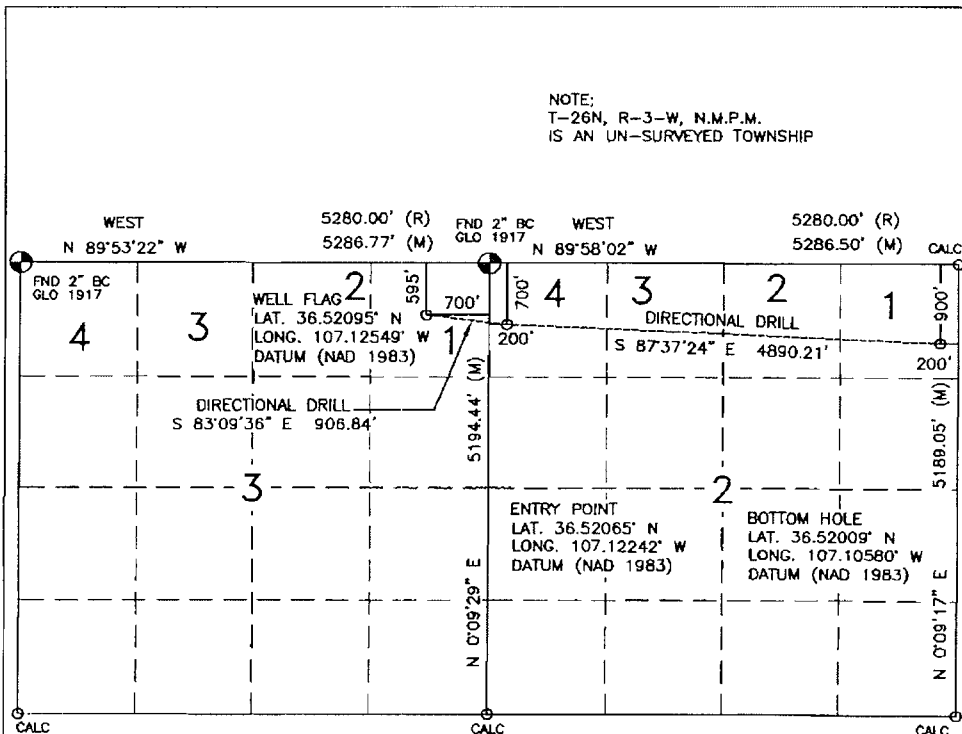 NOTE;
T-26N, R-3-W, N.M.P.M.
IS AN UN-SURVEYED TOWNSHIP
WEST
N 89°53'22" W
5280.00' (R)
5286.77' (M)
FND 2" BC
GLO 1917
WEST
N 89°58'02" W
5280.00' (R)
5286.50' (M)
CALC
FND 2" BC
GLO 1917
4
3
2
1
595'
700'
WELL FLAG
LAT. 36.52095° N
LONG. 107.12549° W
DATUM (NAD 1983)
700'
200'
4
3
2
1
900'
200'
DIRECTIONAL DRILL
S 87°37'24" E 4890.21'
DIRECTIONAL DRILL
S 83°09'36" E 906.84'
5194.44' (M)
N 0°09'29" E
5189.05' (M)
N 0°09'17" E
3
2
ENTRY POINT
LAT. 36.52065° N
LONG. 107.12242° W
DATUM (NAD 1983)
BOTTOM HOLE
LAT. 36.52009° N
LONG. 107.10580° W
DATUM (NAD 1983)
CALC
CALC
CALC